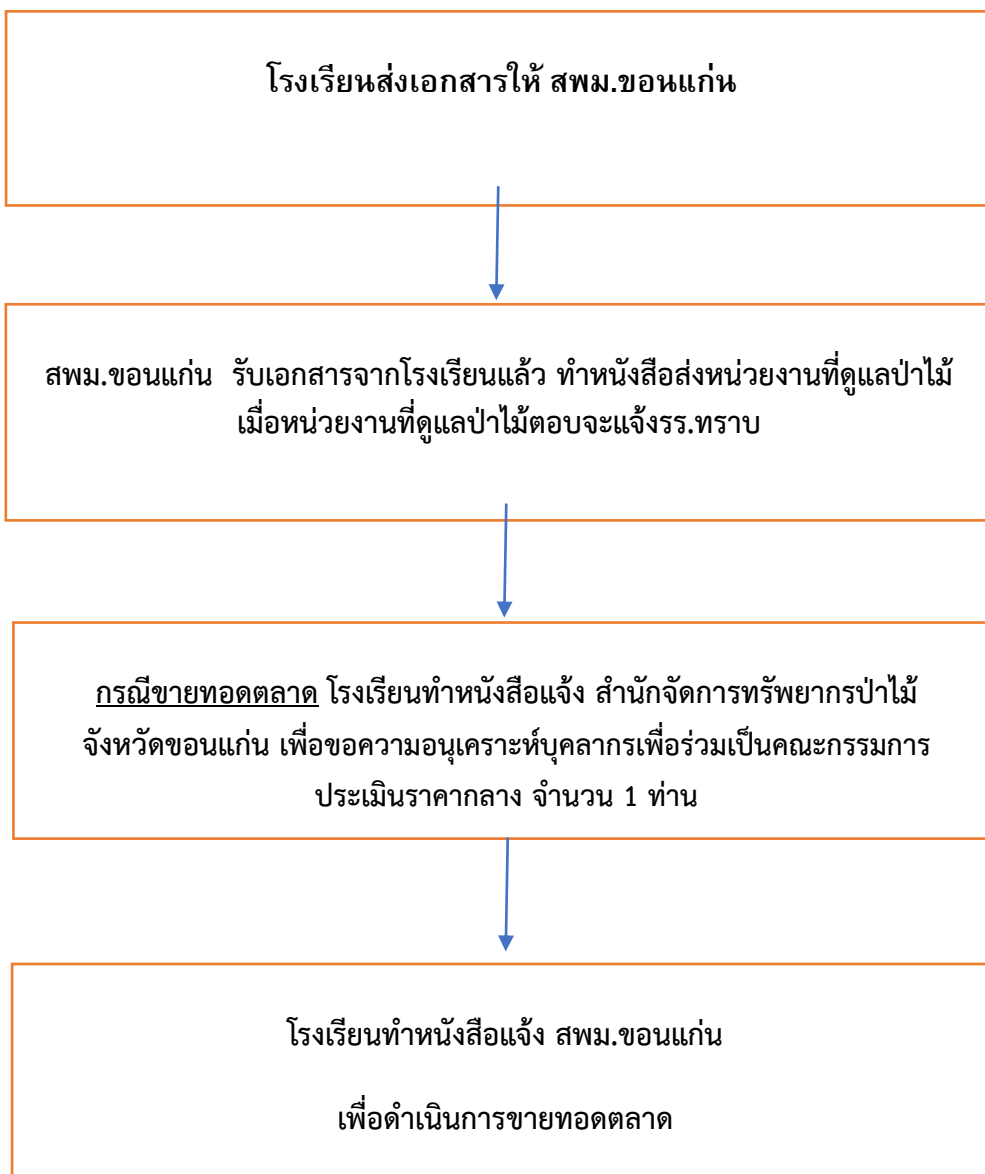 โรงเรียนส่งเอกสารให้ สพม.ขอนแก่น
สพม.ขอนแก่น รับเอกสารจากโรงเรียนแล้ว ทำหนังสือส่งหน่วยงานที่ดูแลป่าไม้
เมื่อหน่วยงานที่ดูแลป่าไม้ตอบจะแจ้งรร.ทราบ
กรณีขายทอดตลาด โรงเรียนทำหนังสือแจ้ง สำนักจัดการทรัพยากรป่าไม้
จังหวัดขอนแก่น เพื่อขอความอนุเคราะห์บุคลากรเพื่อร่วมเป็นคณะกรรมการ
ประเมินราคากลาง จำนวน 1 ท่าน
โรงเรียนทำหนังสือแจ้ง สพม.ขอนแก่น
เพื่อดำเนินการขายทอดตลาด